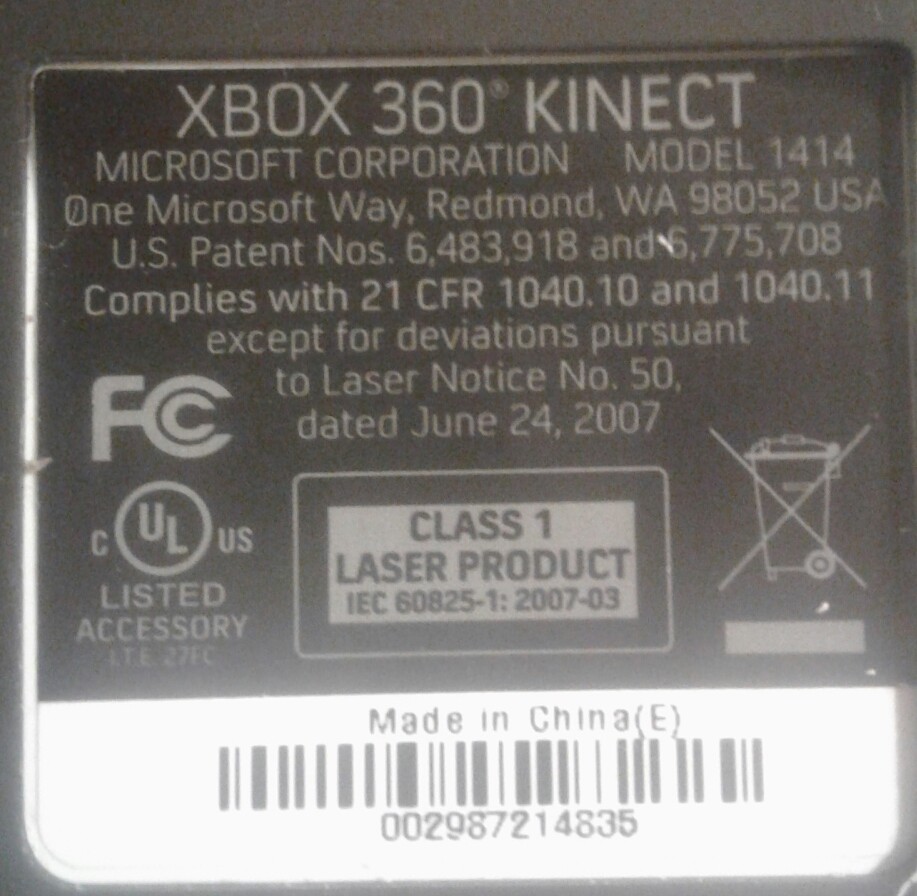 XBOX 360® KINECT
MICROSOFT CORPORATION MODEL 1414
One Microsoft Way, Redmond, WA 98052 USA
U.S. Patent Nos. 6,483,918 and 6,775,708
Complies with 21 CFR 1040.10 and 1040.11
except for deviations pursuant
to Laser Notice No. 50,
dated June 24, 2007
FC
C UL US
LISTED
ACCESSORY
I.T.E. 27FC
CLASS 1
LASER PRODUCT
IEC 60825-1: 2007-03
Made in China(E)
002987214835